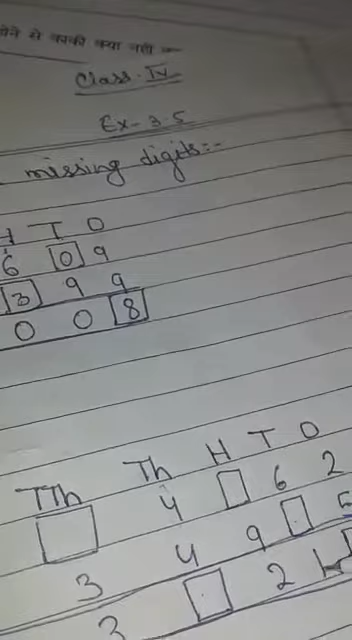 Class-IV
Ex-3.5
missing digits:-
H T O
6 0 9
3 9 9
0 0 8
TTh Th H T O
4 6 2
3 4 9
3 2